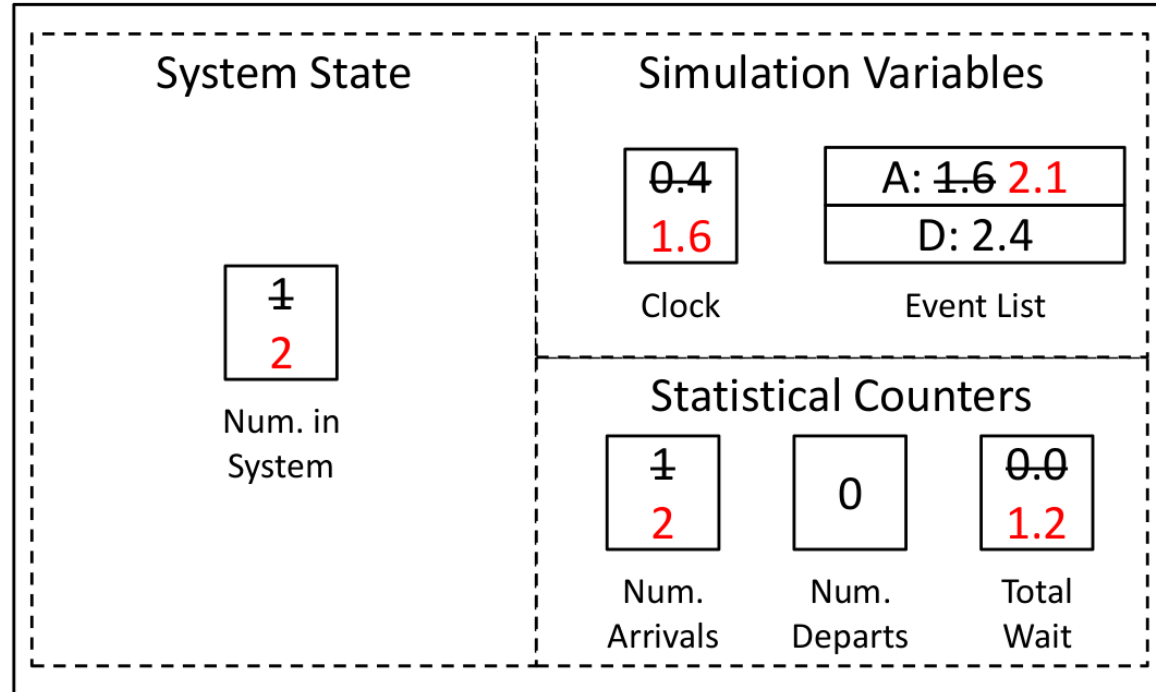 System State
1
2
Num. in
System
Simulation Variables
0.4
1.6
Clock
A: 1.6 2.1
D: 2.4
Event List
Statistical Counters
1
2
Num.
Arrivals
0
Num.
Departs
0.0
1.2
Total
Wait